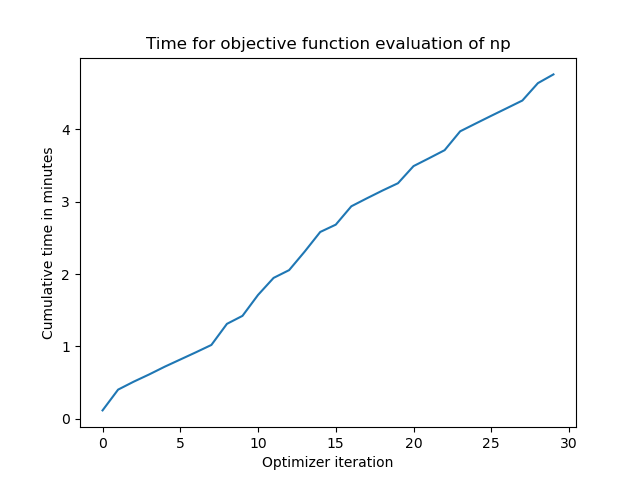 Time for objective function evaluation of np
Cumulative time in minutes
4
3
2
1
0
0 5 10 15 20 25 30
Optimizer iteration